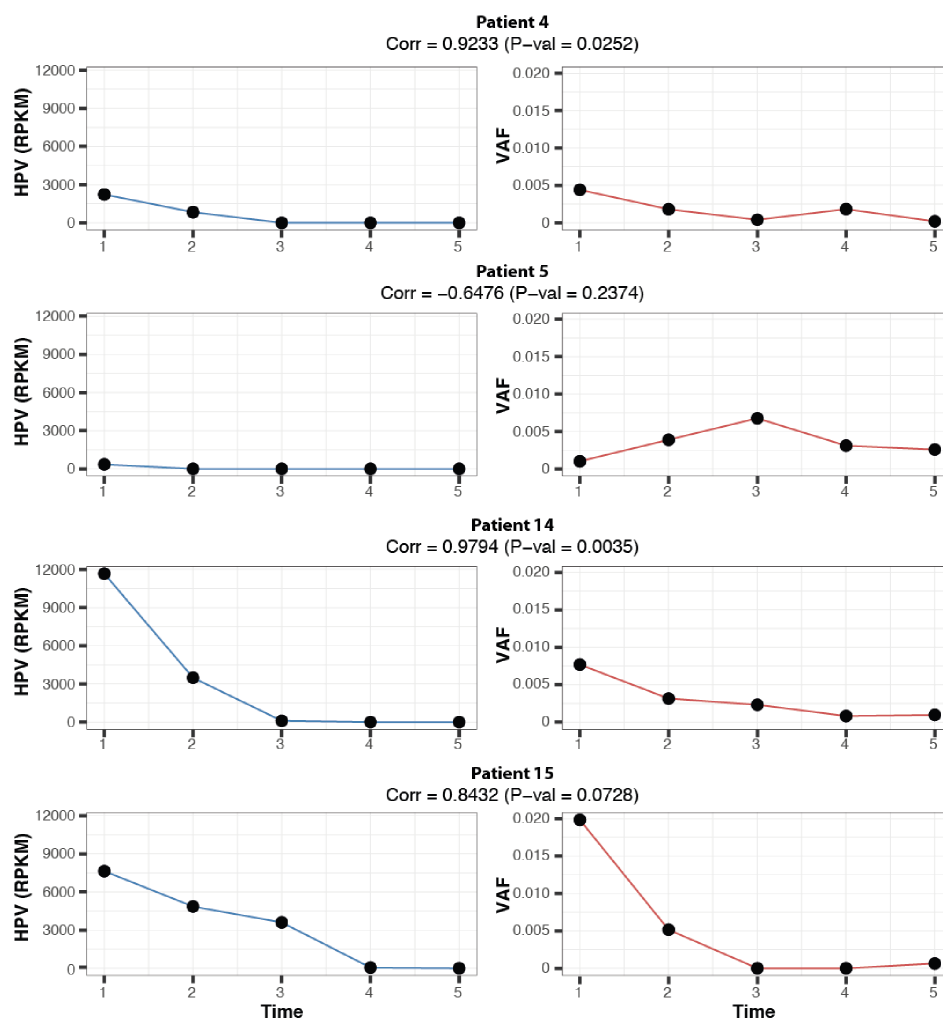 Patient 4
Corr = 0.9233 (P−val = 0.0252)
HPV (RPKM)
12000
9000
6000
3000
0
1 2 3 4 5
VAF
0.020
0.015
0.010
0.005
0
1 2 3 4 5
Patient 5
Corr = −0.6476 (P−val = 0.2374)
HPV (RPKM)
12000
9000
6000
3000
0
1 2 3 4 5
VAF
0.020
0.015
0.010
0.005
0
1 2 3 4 5
Patient 14
Corr = 0.9794 (P−val = 0.0035)
HPV (RPKM)
12000
9000
6000
3000
0
1 2 3 4 5
VAF
0.020
0.015
0.010
0.005
0
1 2 3 4 5
Patient 15
Corr = 0.8432 (P−val = 0.0728)
HPV (RPKM)
12000
9000
6000
3000
0
1 2 3 4 5
Time
VAF
0.020
0.015
0.010
0.005
0
1 2 3 4 5
Time